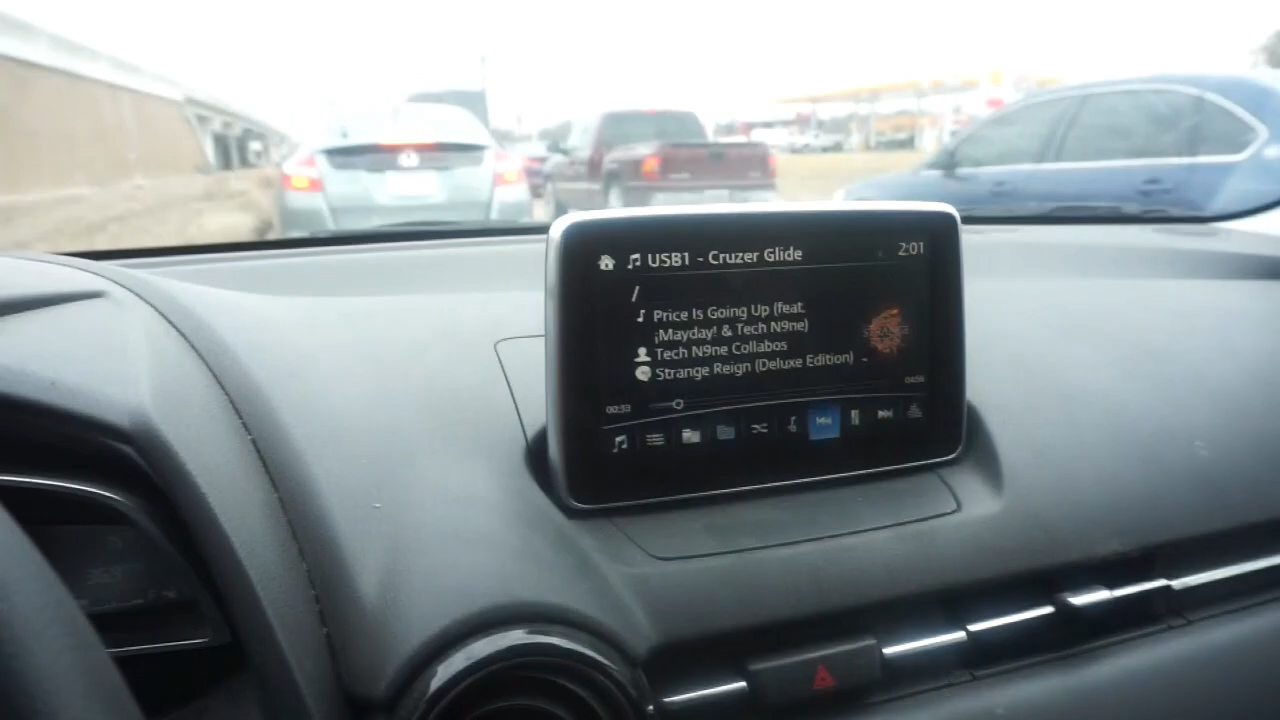 USB1 - Cruzer Glide
2:01
/
Price Is Going Up (feat.
¡Mayday! & Tech N9ne)
Tech N9ne Collabos
Strange Reign (Deluxe Edition) ~
00:33
04:56